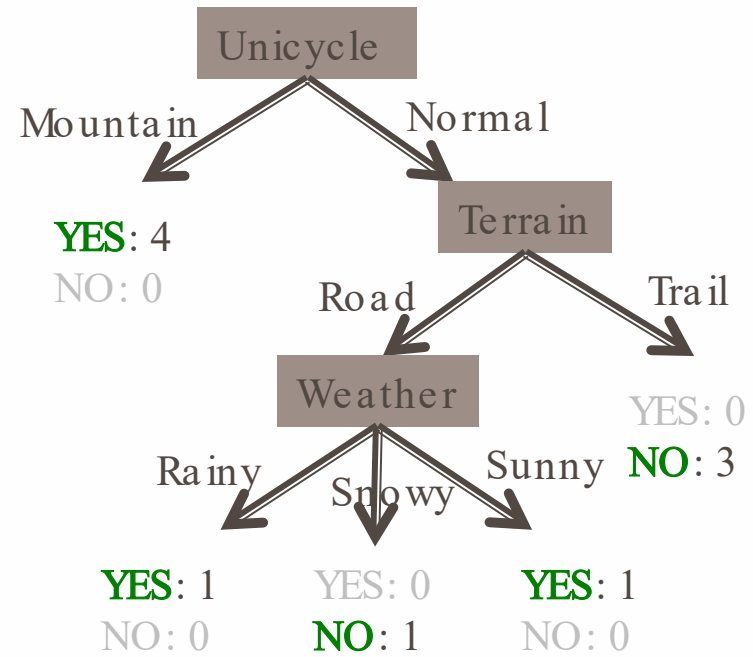 Unicycle
Mountain
Normal
YES: 4
NO: 0
Terrain
Road
Trail
Weather
YES: 0
NO: 3
Rainy
Snowy
Sunny
YES: 1
NO: 0
YES: 0
NO: 1
YES: 1
NO: 0